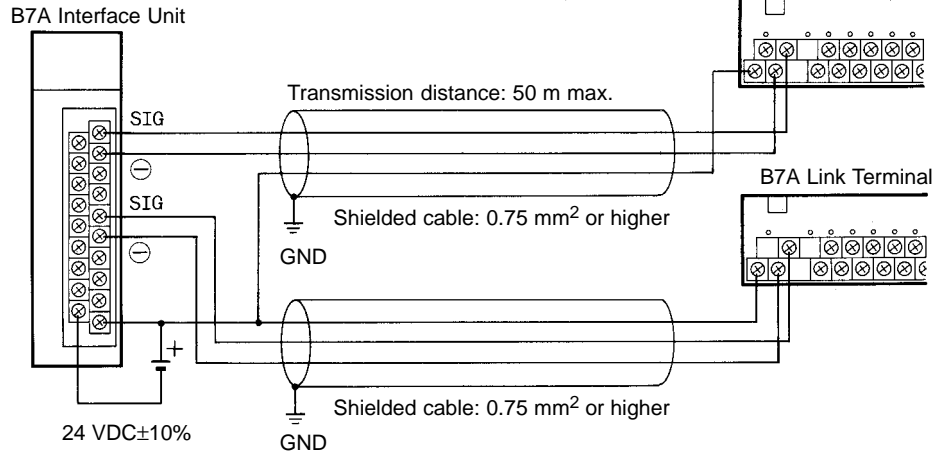 B7A Interface Unit
Transmission distance: 50 m max.
SIG
⊖
B7A Link Terminal
SIG
Shielded cable: 0.75 mm² or higher
⊖
GND
+
Shielded cable: 0.75 mm² or higher
24 VDC±10%
GND